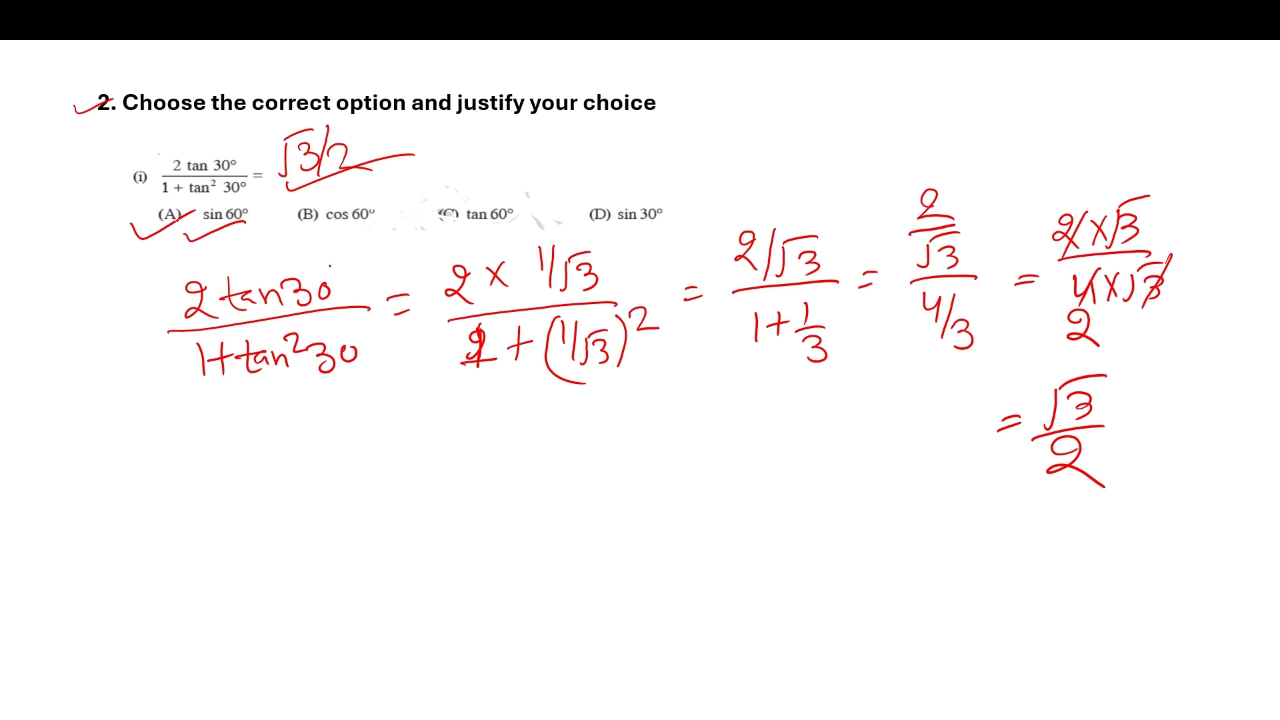 2. Choose the correct option and justify your choice
(i) 2 tan 30° / 1 + tan² 30° = √3/2
(A) sin 60° (B) cos 60° (C) tan 60° (D) sin 30°
2 tan30 / 1+tan²30 = 2 × 1/√3 / 1 + (1/√3)² = 2/√3 / 1+1/3 = 2/√3 / 4/3 = 2×√3 / 4×√3 2
= √3/2